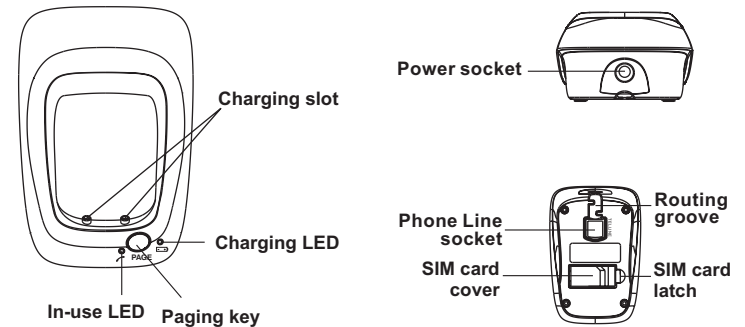 Charging slot
PAGE
Charging LED
In-use LED
Paging key
Power socket
Phone Line
socket
Routing
groove
SIM card
cover
SIM card
latch